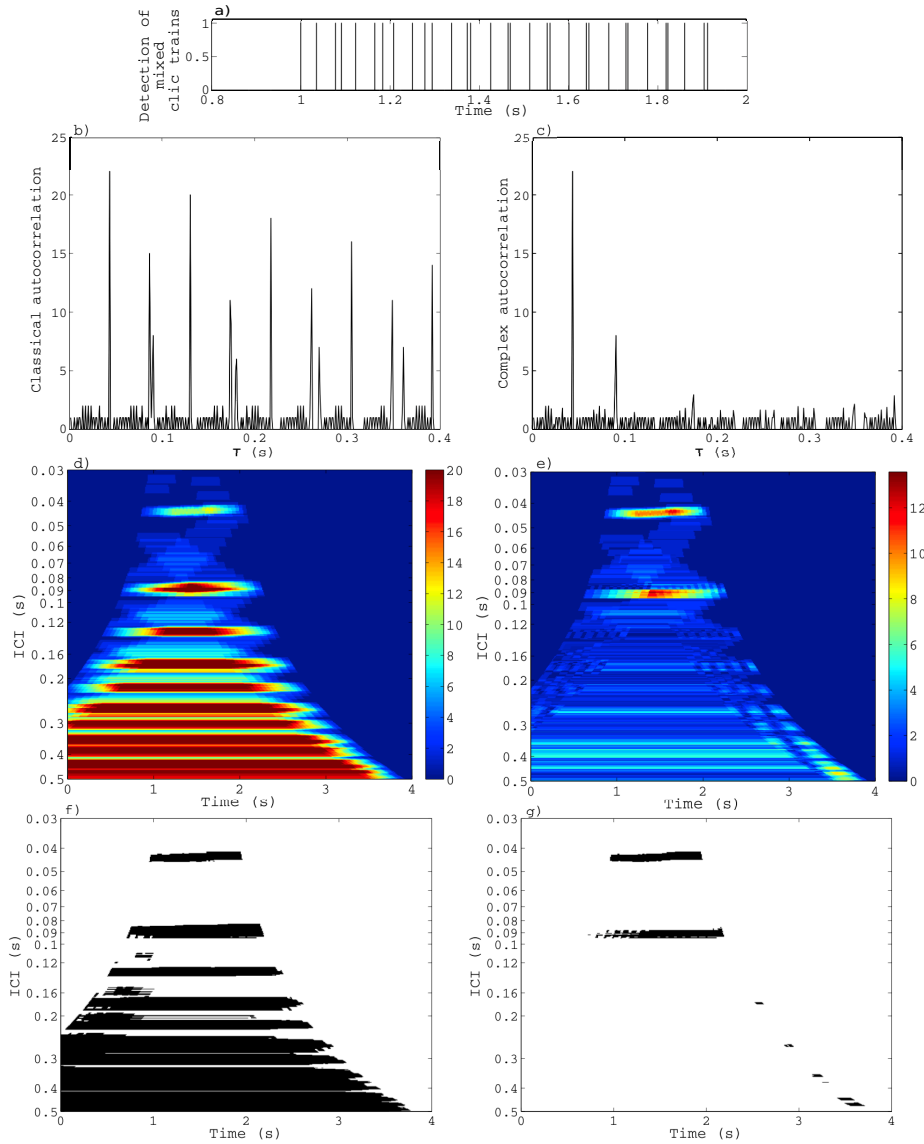 a)
Detection of
mixed
clic trains
1
0.5
0
0.8 1 1.2 1.4 1.6 1.8 2
Time (s)
b)
Classical autocorrelation
25
20
15
10
5
0
0 0.1 0.2 0.3 0.4
τ (s)
c)
Complex autocorrelation
25
20
15
10
5
0
0 0.1 0.2 0.3 0.4
τ (s)
d)
ICI (s)
0.03
0.04
0.05
0.06
0.07
0.08
0.09
0.1
0.12
0.16
0.2
0.3
0.4
0.5
0 1 2 3 4
Time (s)
20
18
16
14
12
10
8
6
4
2
0
e)
ICI (s)
0.03
0.04
0.05
0.06
0.07
0.08
0.09
0.1
0.12
0.16
0.2
0.3
0.4
0.5
0 1 2 3 4
Time (s)
12
10
8
6
4
2
0
f)
ICI (s)
0.03
0.04
0.05
0.06
0.07
0.08
0.09
0.1
0.12
0.16
0.2
0.3
0.4
0.5
0 1 2 3 4
Time (s)
g)
ICI (s)
0.03
0.04
0.05
0.06
0.07
0.08
0.09
0.1
0.12
0.16
0.2
0.3
0.4
0.5
0 1 2 3 4
Time (s)